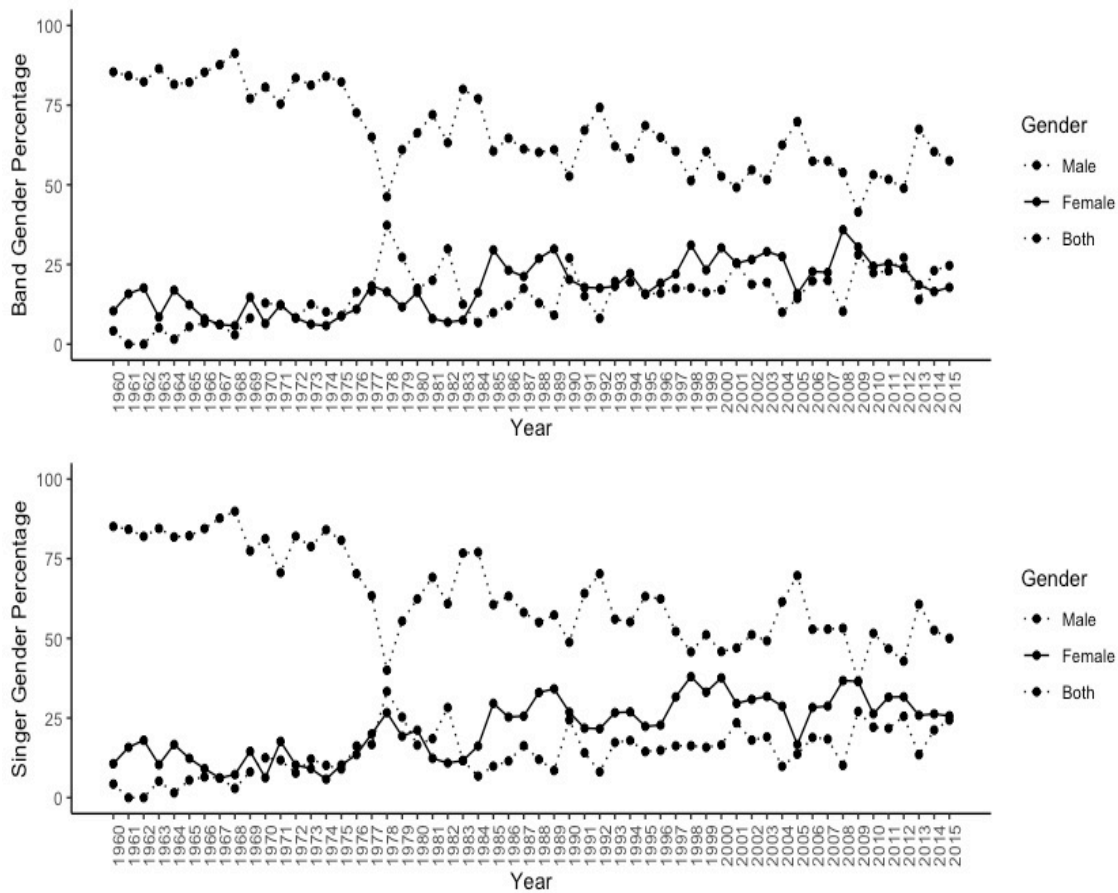 100
75
50
25
0
Band Gender Percentage
1960 1961 1962 1963 1964 1965 1966 1967 1968 1969 1970 1971 1972 1973 1974 1975 1976 1977 1978 1979 1980 1981 1982 1983 1984 1985 1986 1987 1988 1989 1990 1991 1992 1993 1994 1995 1996 1997 1998 1999 2000 2001 2002 2003 2004 2005 2006 2007 2008 2009 2010 2011 2012 2013 2014 2015
Year
Gender
Male
Female
Both
100
75
50
25
0
Singer Gender Percentage
1960 1961 1962 1963 1964 1965 1966 1967 1968 1969 1970 1971 1972 1973 1974 1975 1976 1977 1978 1979 1980 1981 1982 1983 1984 1985 1986 1987 1988 1989 1990 1991 1992 1993 1994 1995 1996 1997 1998 1999 2000 2001 2002 2003 2004 2005 2006 2007 2008 2009 2010 2011 2012 2013 2014 2015
Year
Gender
Male
Female
Both